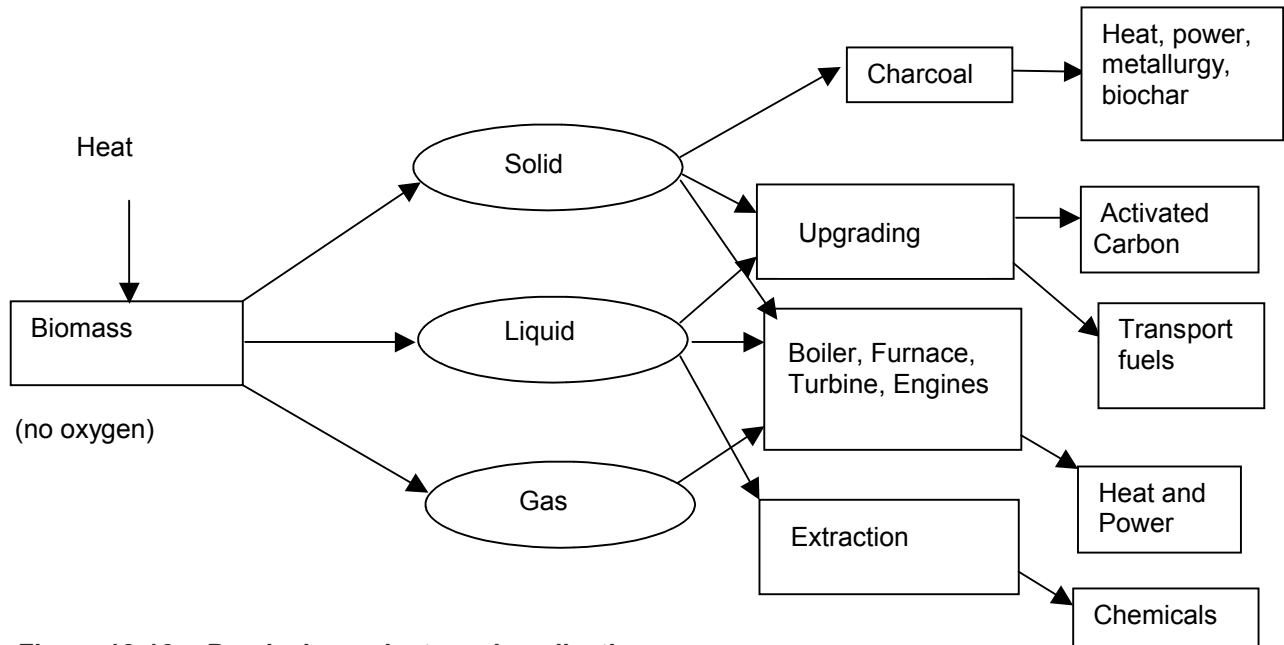 Heat
Biomass
(no oxygen)
Solid
Liquid
Gas
Charcoal
Upgrading
Boiler, Furnace,
Turbine, Engines
Extraction
Heat, power,
metallurgy,
biochar
Activated
Carbon
Transport
fuels
Heat and
Power
Chemicals